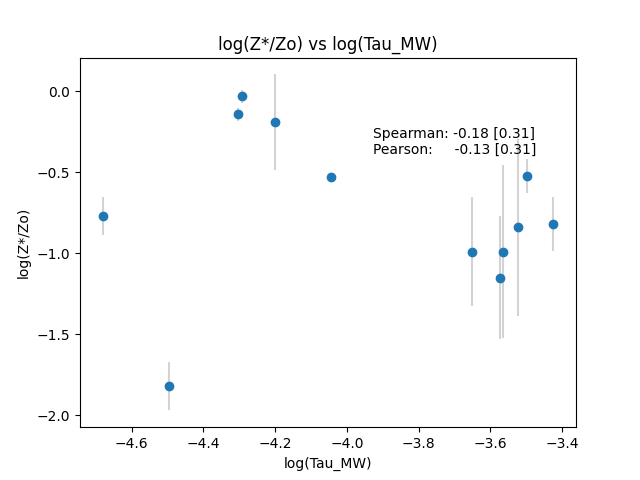 log(Z*/Zo) vs log(Tau_MW)
0.0
−0.5
−1.0
−1.5
−2.0
log(Z*/Zo)
Spearman: -0.18 [0.31]
Pearson: -0.13 [0.31]
−4.6 −4.4 −4.2 −4.0 −3.8 −3.6 −3.4
log(Tau_MW)